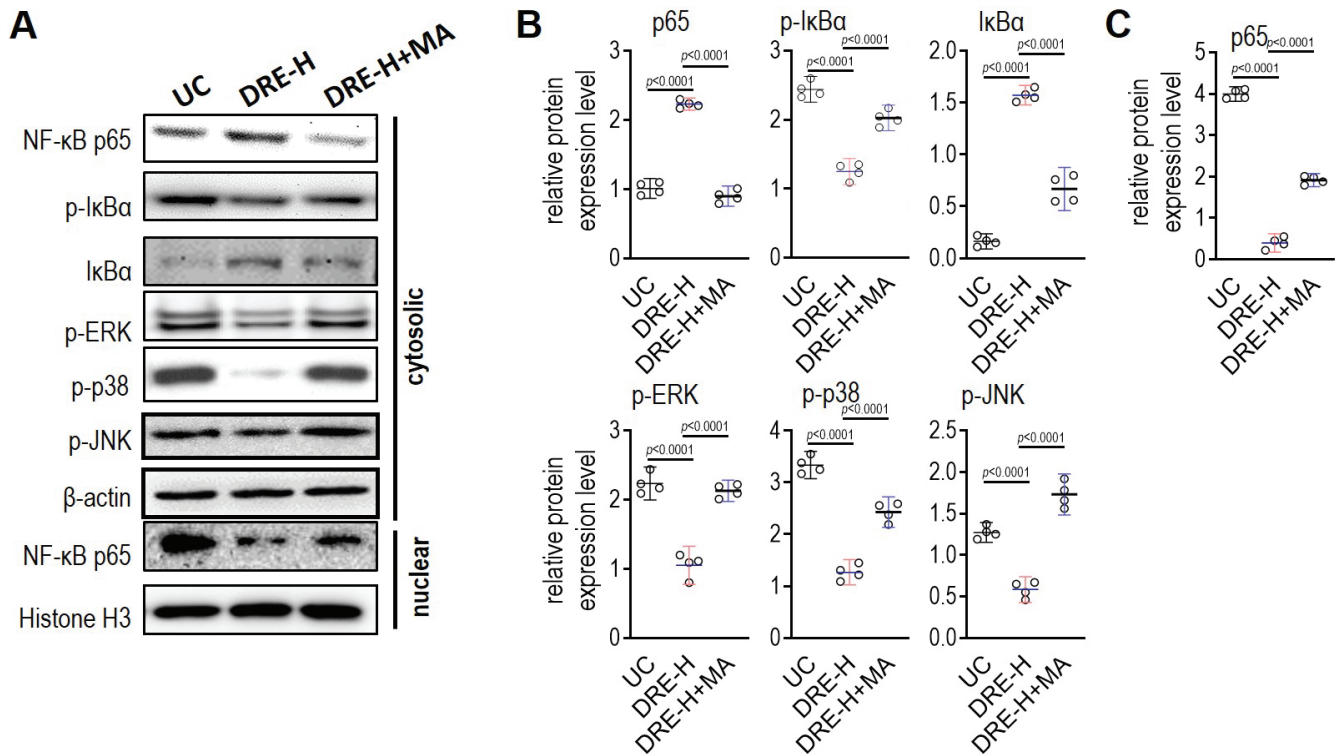 A
UC
DRE-H
DRE-H+MA
NF-κB p65
p-IκBα
IκBα
p-ERK
p-p38
p-JNK
β-actin
NF-κB p65
Histone H3
cytosolic
nuclear
B
p65
relative protein
expression level
3
2
1
0
p<0.0001
p<0.0001
UC
DRE-H
DRE-H+MA
p-IκBα
3
2
1
0
p<0.0001
p<0.0001
UC
DRE-H
DRE-H+MA
IκBα
2.0
1.5
1.0
0.5
0.0
p<0.0001
p<0.0001
UC
DRE-H
DRE-H+MA
p-ERK
relative protein
expression level
3
2
1
0
p<0.0001
p<0.0001
UC
DRE-H
DRE-H+MA
p-p38
4
3
2
1
0
p<0.0001
p<0.0001
UC
DRE-H
DRE-H+MA
p-JNK
2.5
2.0
1.5
1.0
0.5
0.0
p<0.0001
p<0.0001
UC
DRE-H
DRE-H+MA
C
p65
relative protein
expression level
5
4
3
2
1
0
p<0.0001
p<0.0001
UC
DRE-H
DRE-H+MA